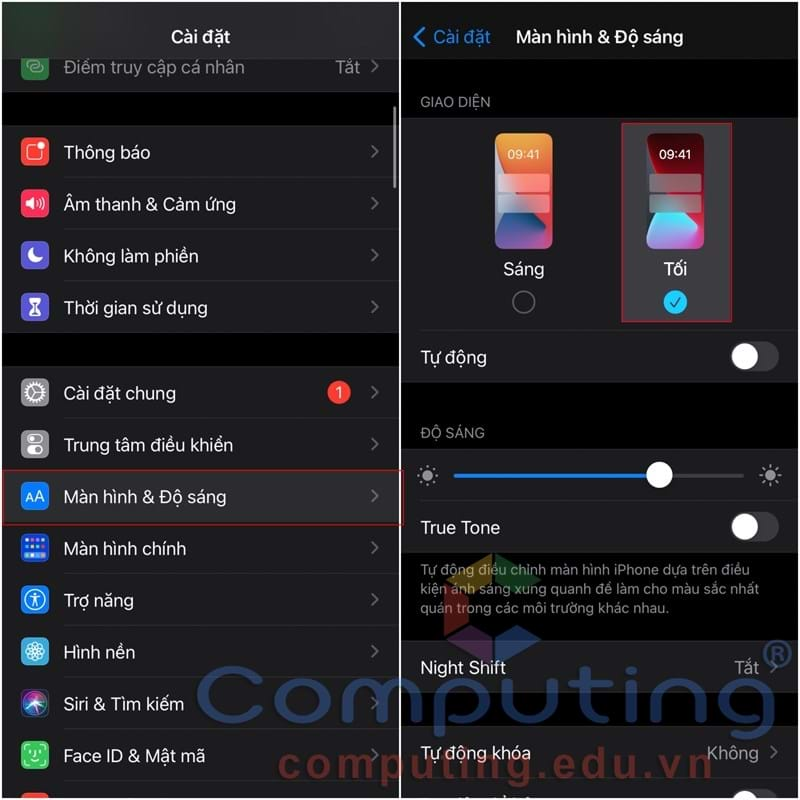 Cài đặt
Điểm truy cập cá nhân Tắt
Thông báo
Âm thanh & Cảm ứng
Không làm phiền
Thời gian sử dụng
Cài đặt chung 1
Trung tâm điều khiển
AA Màn hình & Độ sáng
Màn hình chính
Trợ năng
Hình nền
Siri & Tìm kiếm
Face ID & Mật mã
Cài đặt Màn hình & Độ sáng
GIAO DIỆN
09:41 09:41
Sáng Tối
Tự động
ĐỘ SÁNG
True Tone
Tự động điều chỉnh màn hình iPhone dựa trên điều
kiện ánh sáng xung quanh để làm cho màu sắc nhất
quán trong các môi trường khác nhau.
Night Shift Tắt
Tự động khóa Không
Computing®
computing.edu.vn